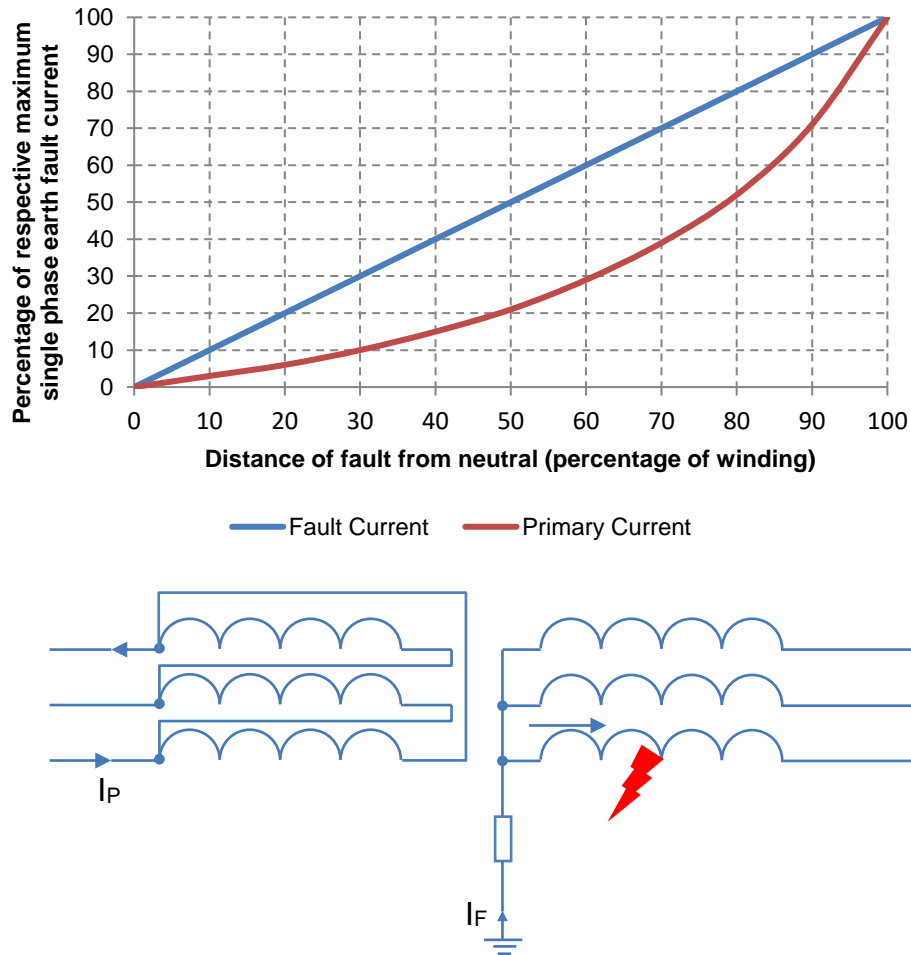 Percentage of respective maximum
single phase earth fault current
100
90
80
70
60
50
40
30
20
10
0
0 10 20 30 40 50 60 70 80 90 100
Distance of fault from neutral (percentage of winding)
Fault Current Primary Current
IP
IF